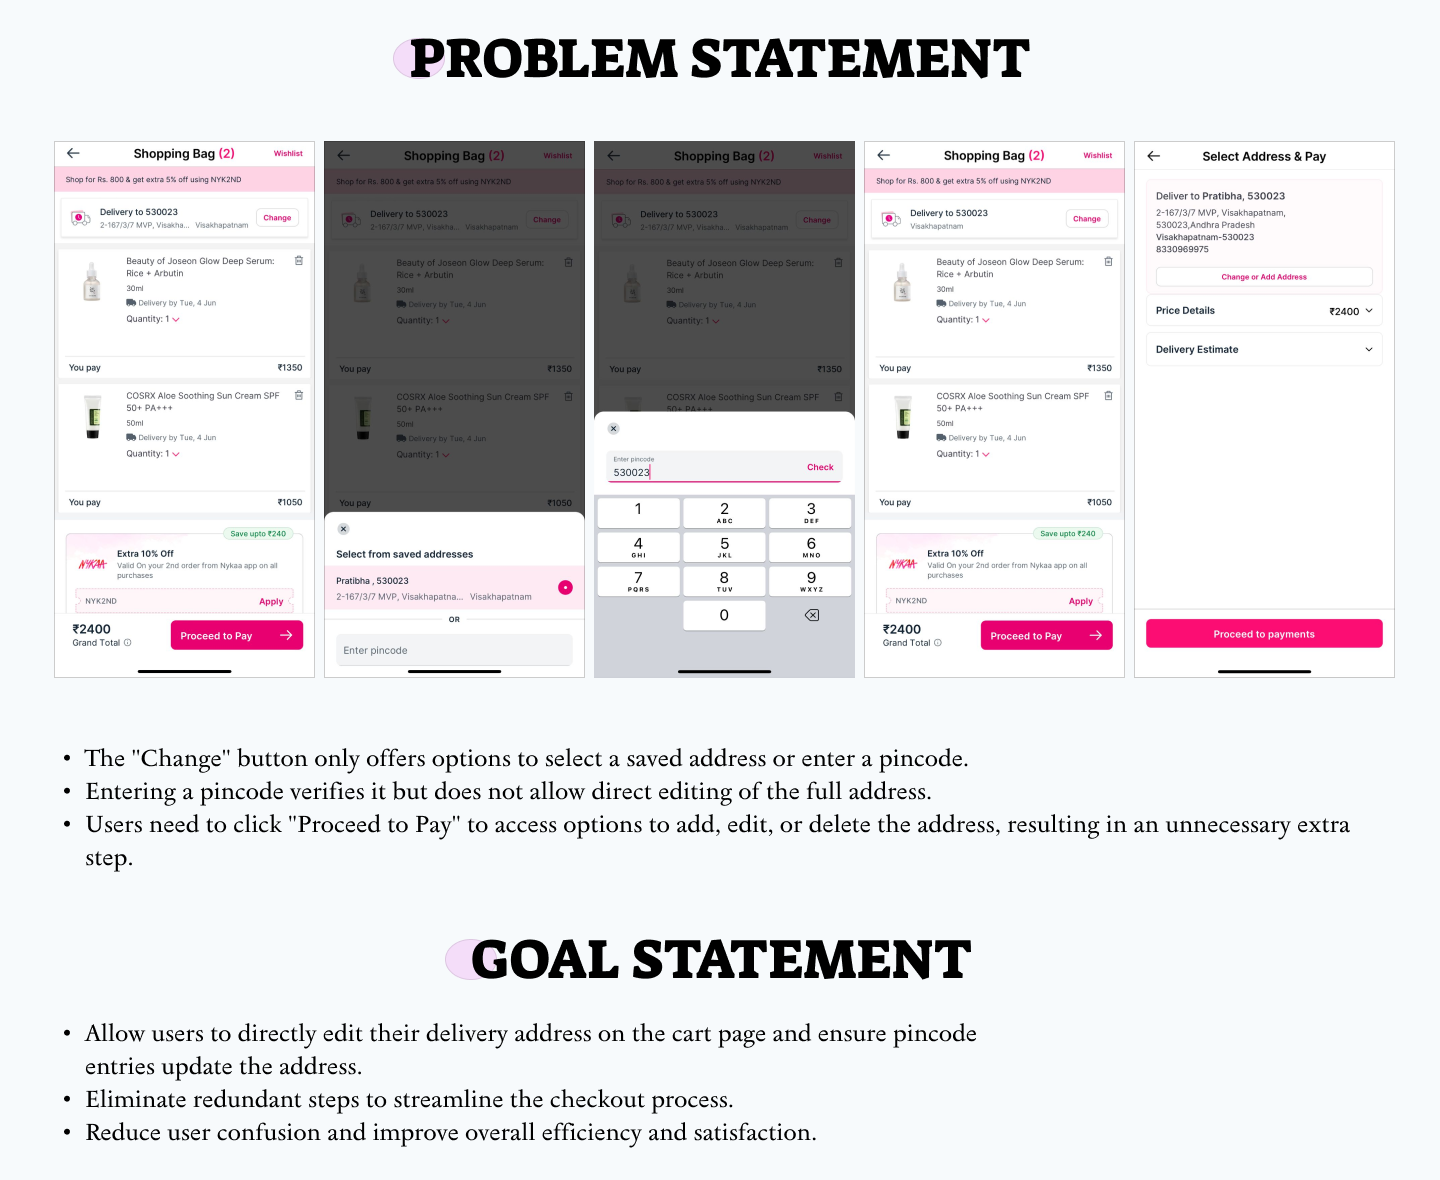 PROBLEM STATEMENT
Shopping Bag (2)
Wishlist
Shop for Rs. 800 & get extra 5% off using NYK2ND
Delivery to 530023
2-167/3/7 MVP, Visakha... Visakhapatnam
Change
Beauty of Joseon Glow Deep Serum:
Rice + Arbutin
30ml
Delivery by Tue, 4 Jun
Quantity: 1
You pay ₹1350
COSRX Aloe Soothing Sun Cream SPF
50+ PA+++
50ml
Delivery by Tue, 4 Jun
Quantity: 1
You pay ₹1050
Save upto ₹240
NYKAA
Extra 10% Off
Valid On your 2nd order from Nykaa app on all
purchases
NYK2ND Apply
₹2400
Grand Total
Proceed to Pay
Shopping Bag (2)
Wishlist
Shop for Rs. 800 & get extra 5% off using NYK2ND
Delivery to 530023
2-167/3/7 MVP, Visakha... Visakhapatnam
Change
Beauty of Joseon Glow Deep Serum:
Rice + Arbutin
30ml
Delivery by Tue, 4 Jun
Quantity: 1
You pay ₹1350
COSRX Aloe Soothing Sun Cream SPF
50+ PA+++
50ml
Delivery by Tue, 4 Jun
Quantity: 1
You pay ₹1050
Select from saved addresses
Pratibha , 530023
2-167/3/7 MVP, Visakhapatna... Visakhapatnam
OR
Enter pincode
Shopping Bag (2)
Wishlist
Shop for Rs. 800 & get extra 5% off using NYK2ND
Delivery to 530023
2-167/3/7 MVP, Visakha... Visakhapatnam
Change
Beauty of Joseon Glow Deep Serum:
Rice + Arbutin
30ml
Delivery by Tue, 4 Jun
Quantity: 1
You pay ₹1350
COSRX Aloe Soothing Sun Cream SPF
50+ PA+++
Enter pincode
530023
Check
1 2 3
ABC DEF
4 5 6
GHI JKL MNO
7 8 9
PQRS TUV WXYZ
0
Shopping Bag (2)
Wishlist
Shop for Rs. 800 & get extra 5% off using NYK2ND
Delivery to 530023
Visakhapatnam
Change
Beauty of Joseon Glow Deep Serum:
Rice + Arbutin
30ml
Delivery by Tue, 4 Jun
Quantity: 1
You pay ₹1350
COSRX Aloe Soothing Sun Cream SPF
50+ PA+++
50ml
Delivery by Tue, 4 Jun
Quantity: 1
You pay ₹1050
Save upto ₹240
NYKAA
Extra 10% Off
Valid On your 2nd order from Nykaa app on all
purchases
NYK2ND Apply
₹2400
Grand Total
Proceed to Pay
Select Address & Pay
Deliver to Pratibha, 530023
2-167/3/7 MVP, Visakhapatnam,
530023,Andhra Pradesh
Visakhapatnam-530023
8330969975
Change or Add Address
Price Details ₹2400
Delivery Estimate
Proceed to payments
• The "Change" button only offers options to select a saved address or enter a pincode.
• Entering a pincode verifies it but does not allow direct editing of the full address.
• Users need to click "Proceed to Pay" to access options to add, edit, or delete the address, resulting in an unnecessary extra
step.
GOAL STATEMENT
• Allow users to directly edit their delivery address on the cart page and ensure pincode
entries update the address.
• Eliminate redundant steps to streamline the checkout process.
• Reduce user confusion and improve overall efficiency and satisfaction.